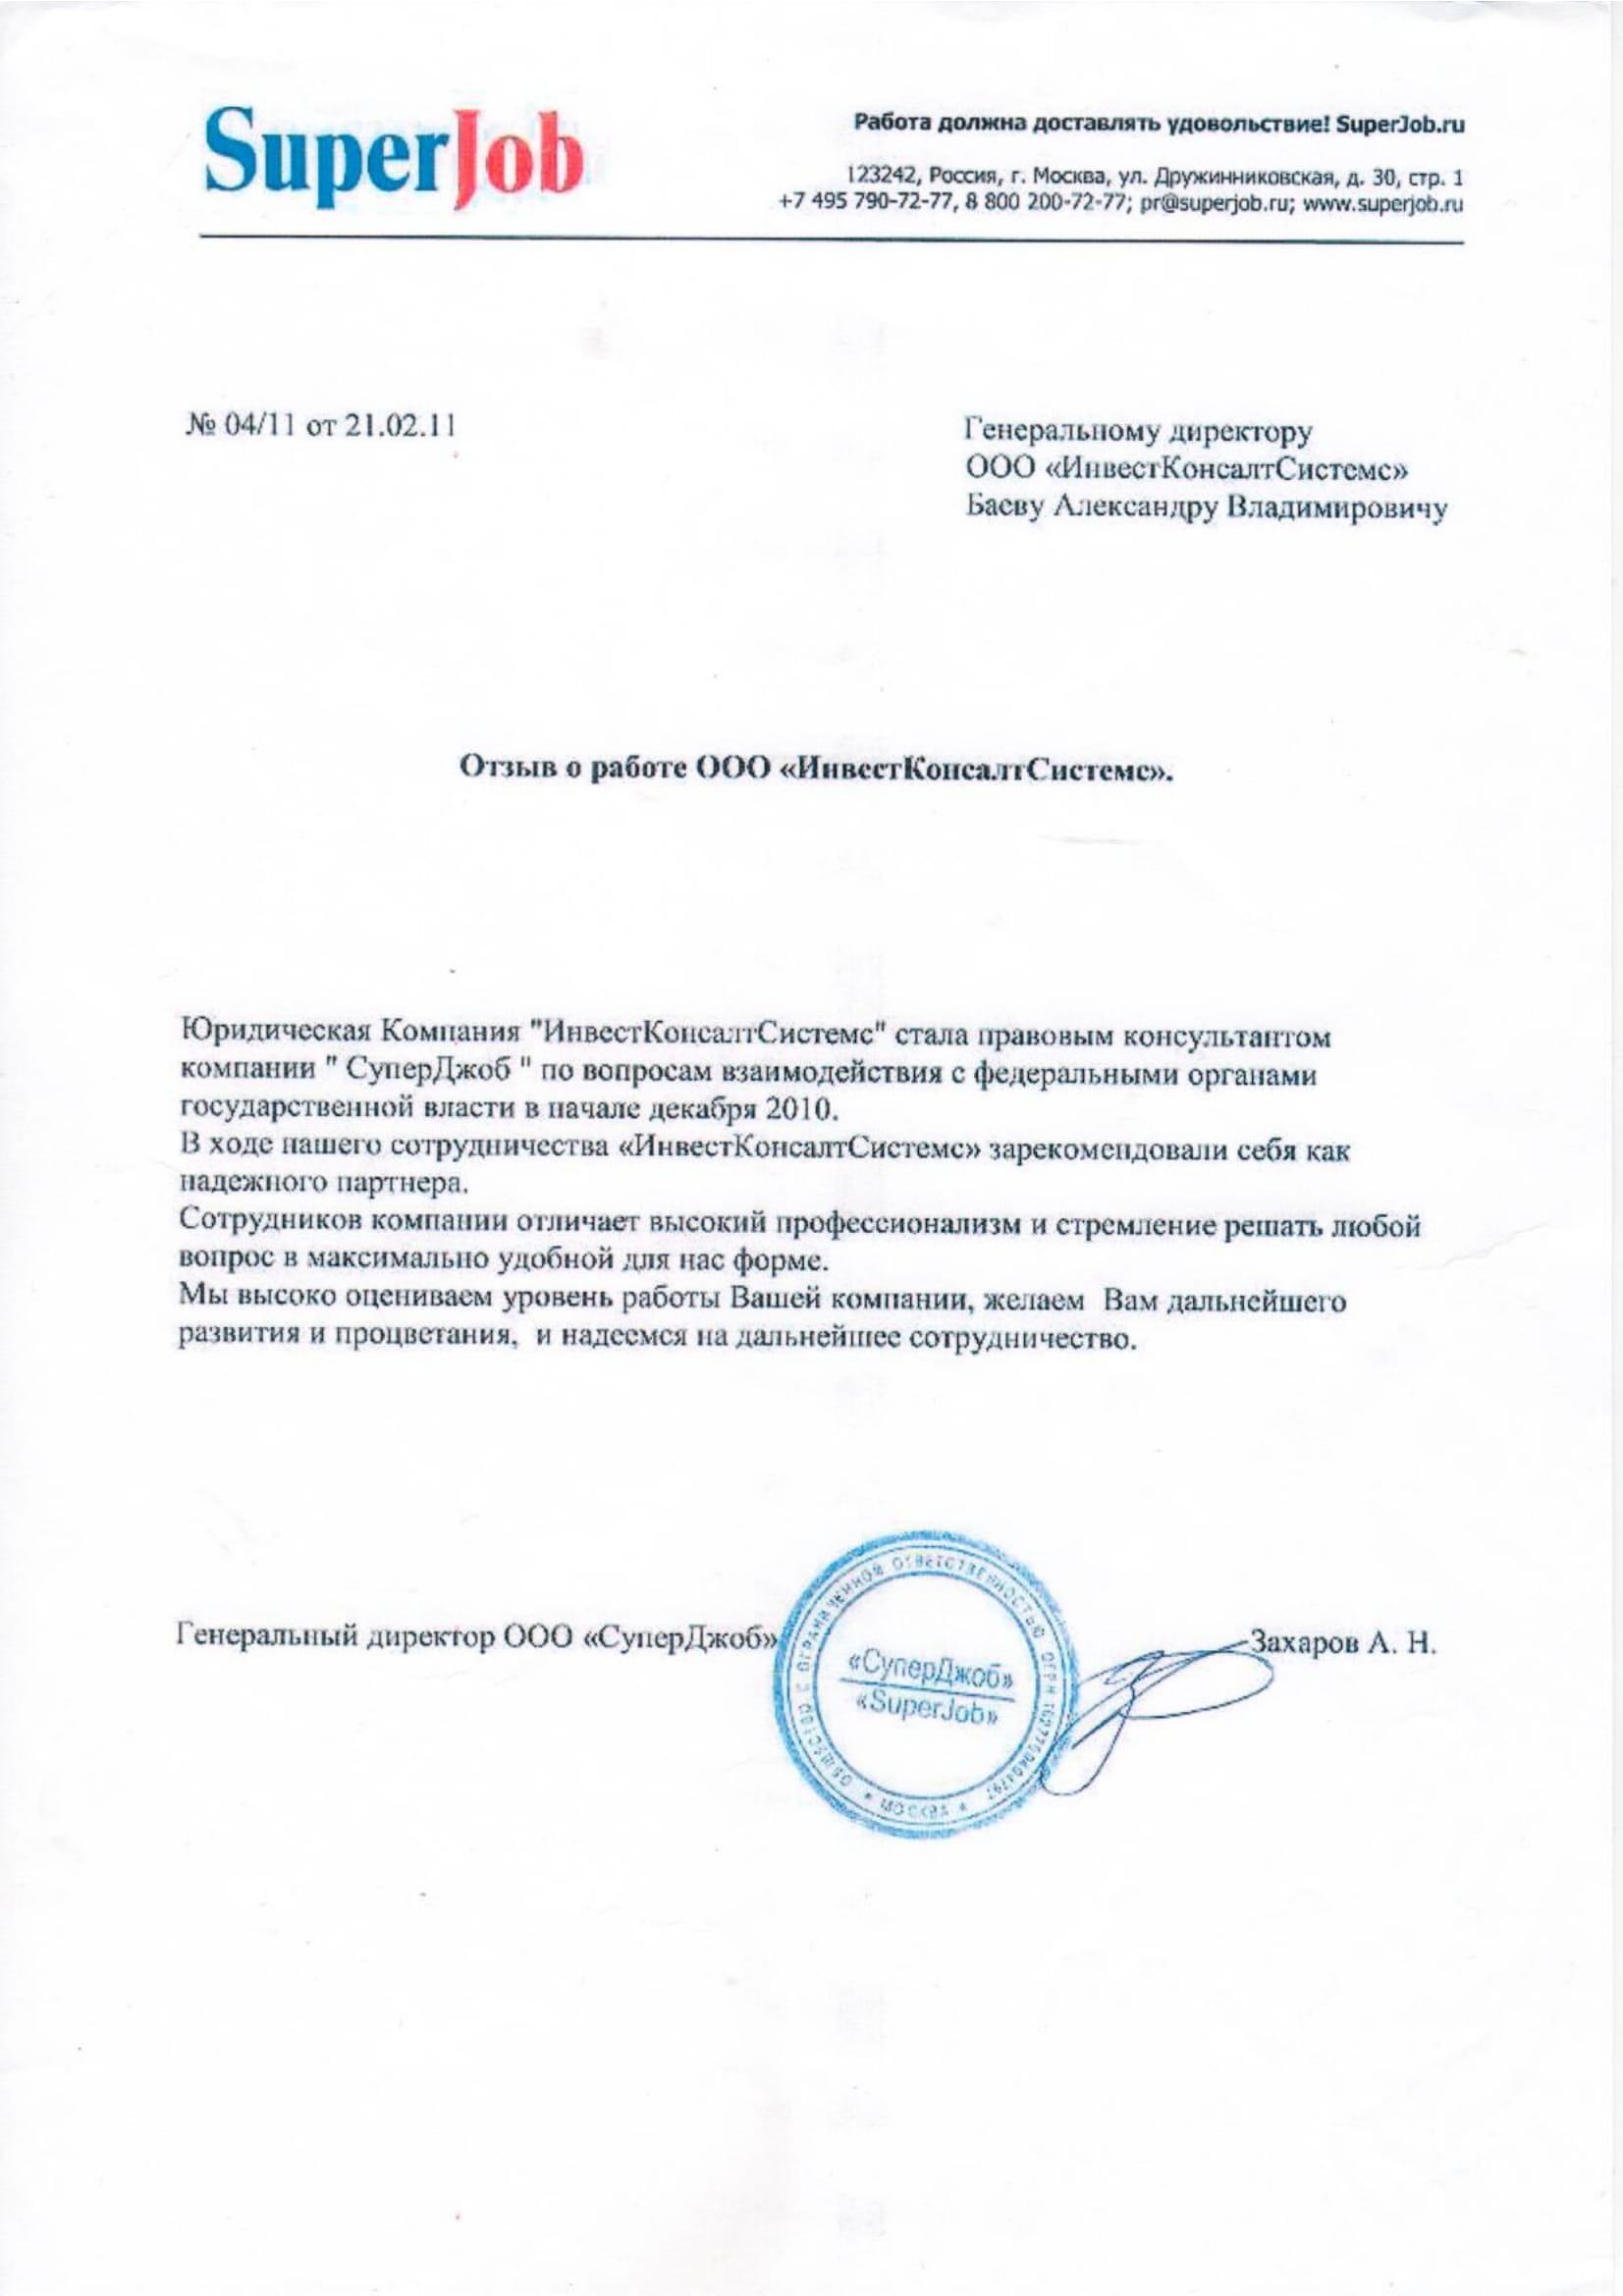 SuperJob
Работа должна доставлять удовольствие! SuperJob.ru
123242, Россия, г. Москва, ул. Дружинниковская, д. 30, стр. 1
+7 495 790-72-77, 8 800 200-72-77; pr@superjob.ru; www.superjob.ru
№ 04/11 от 21.02.11
Генеральному директору
ООО «ИнвестКонсалтСистемс»
Баеву Александру Владимировичу
Отзыв о работе ООО «ИнвестКонсалтСистемс».
Юридическая Компания "ИнвестКонсалтСистемс" стала правовым консультантом
компании " СуперДжоб " по вопросам взаимодействия с федеральными органами
государственной власти в начале декабря 2010.
В ходе нашего сотрудничества «ИнвестКонсалтСистемс» зарекомендовали себя как
надежного партнера.
Сотрудников компании отличает высокий профессионализм и стремление решать любой
вопрос в максимально удобной для нас форме.
Мы высоко оцениваем уровень работы Вашей компании, желаем Вам дальнейшего
развития и процветания, и надеемся на дальнейшее сотрудничество.
Генеральный директор ООО «СуперДжоб»
Захаров А. Н.
ОБЩЕСТВО С ОГРАНИЧЕННОЙ ОТВЕТСТВЕННОСТЬЮ ОГРН
* МОСКВА *
«СуперДжоб»
«SuperJob»